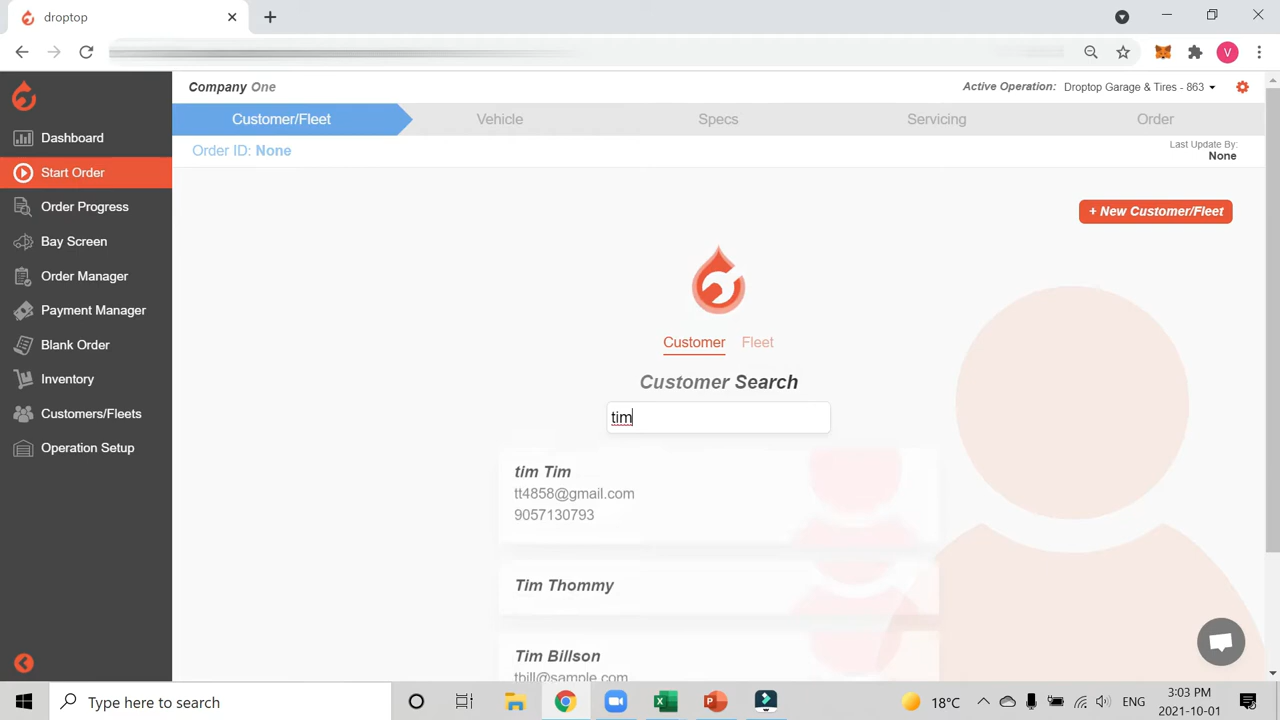 droptop
V
Company One
Active Operation: Droptop Garage & Tires - 863
Customer/Fleet
Vehicle
Specs
Servicing
Order
Order ID: None
Last Update By:
None
Dashboard
Start Order
Order Progress
Bay Screen
Order Manager
Payment Manager
Blank Order
Inventory
Customers/Fleets
Operation Setup
+ New Customer/Fleet
Customer Fleet
Customer Search
tim
tim Tim
tt4858@gmail.com
9057130793
Tim Thommy
Tim Billson
tbill@sample.com
Type here to search
18°C
ENG
3:03 PM
2021-10-01